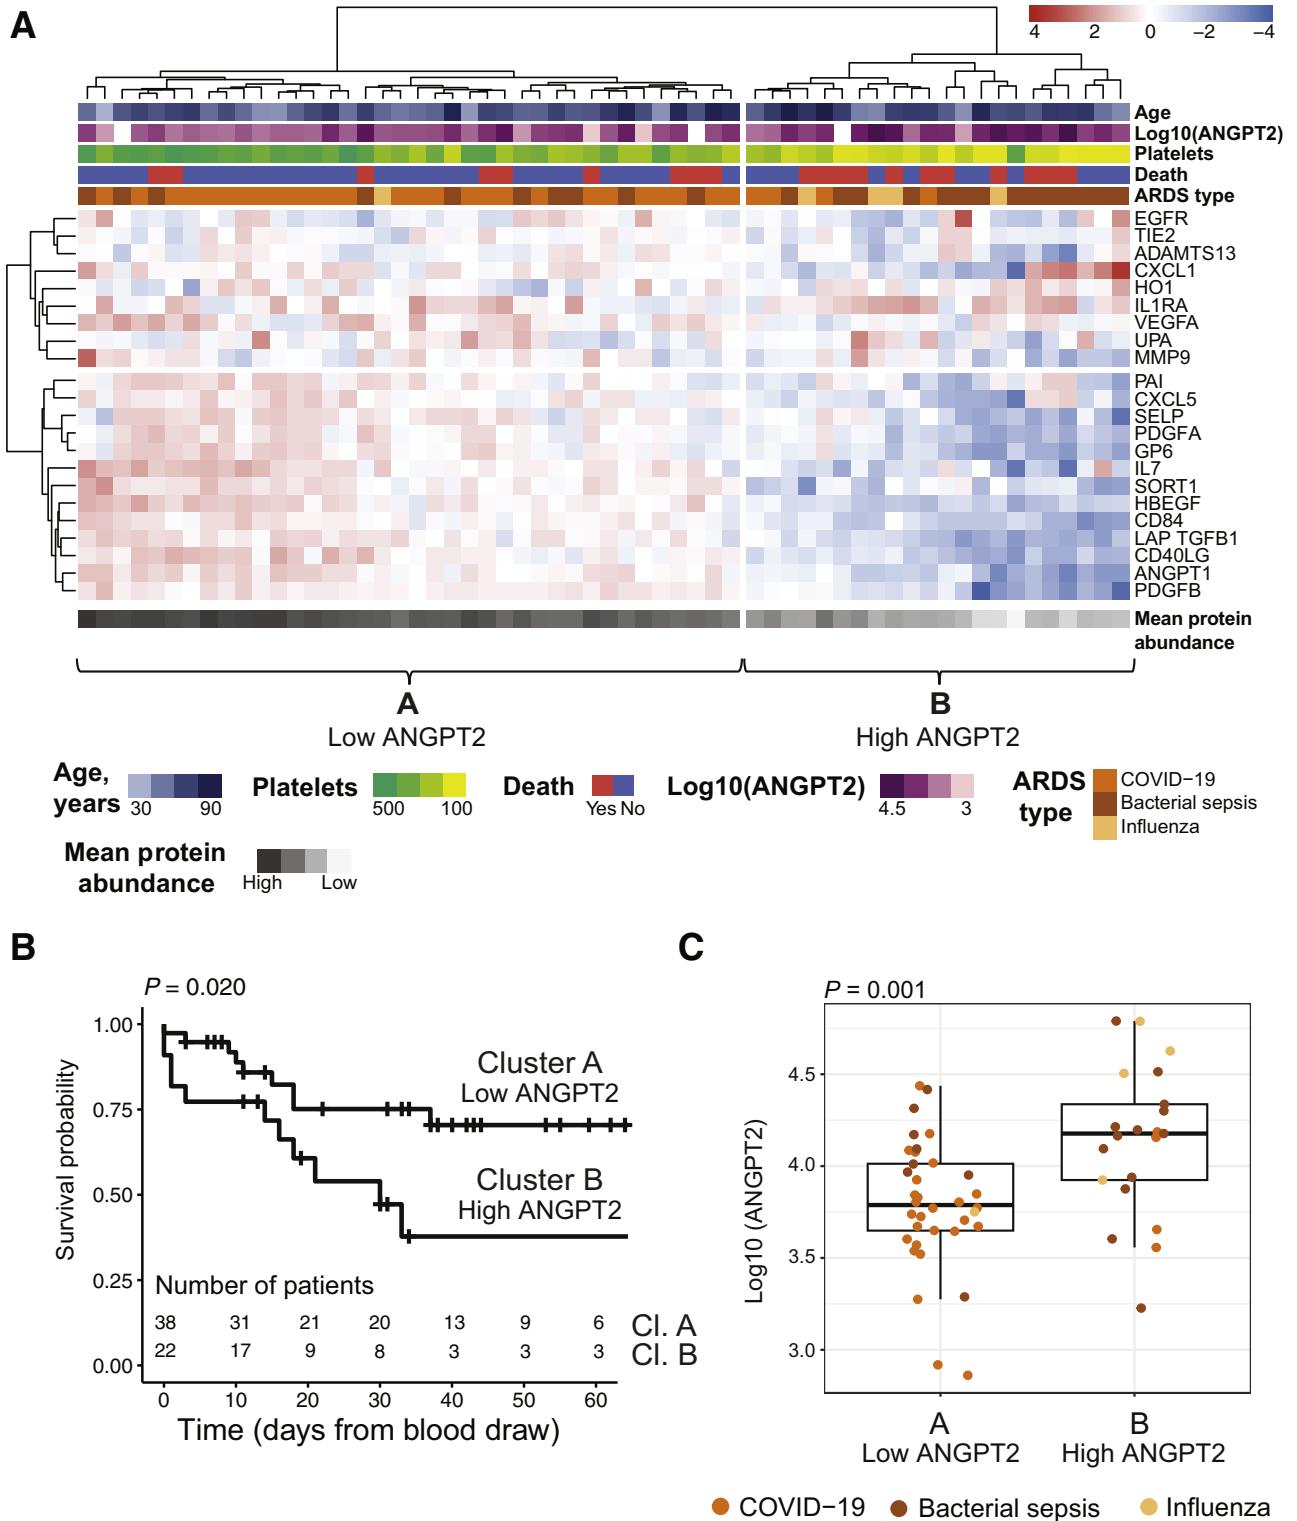 A
4 2 0 −2 −4
Age
Log10(ANGPT2)
Platelets
Death
ARDS type
EGFR
TIE2
ADAMTS13
CXCL1
HO1
IL1RA
VEGFA
UPA
MMP9
PAI
CXCL5
SELP
PDGFA
GP6
IL7
SORT1
HBEGF
CD84
LAP TGFB1
CD40LG
ANGPT1
PDGFB
Mean protein
abundance
A
Low ANGPT2
B
High ANGPT2
Age,
years
30 90
Platelets
500 100
Death
Yes No
Log10(ANGPT2)
4.5 3
ARDS
type
COVID−19
Bacterial sepsis
Influenza
Mean protein
abundance
High Low
B
P = 0.020
Survival probability
1.00
0.75
0.50
0.25
0.00
Cluster A
Low ANGPT2
Cluster B
High ANGPT2
Number of patients
38 31 21 20 13 9 6 Cl. A
22 17 9 8 3 3 3 Cl. B
0 10 20 30 40 50 60
Time (days from blood draw)
C
P = 0.001
Log10 (ANGPT2)
4.5
4.0
3.5
3.0
A
Low ANGPT2
B
High ANGPT2
COVID−19 Bacterial sepsis Influenza